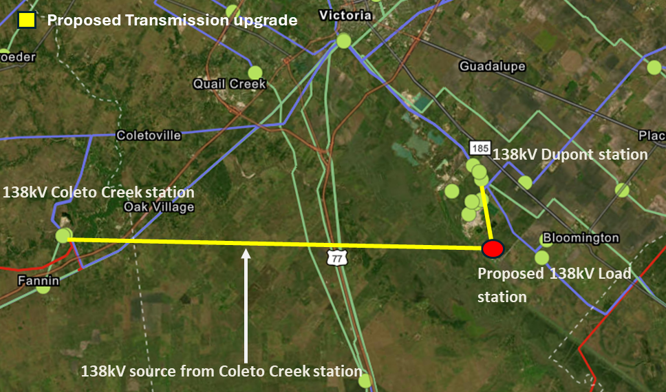 Proposed Transmission upgrade
Victoria
oeder
Guadalupe
Quail Creek
Coletoville
185
Plac
138kV Dupont station
138kV Coleto Creek station
Oak Village
Bloomington
77
Proposed 138kV Load
station
Fannin
138kV source from Coleto Creek station